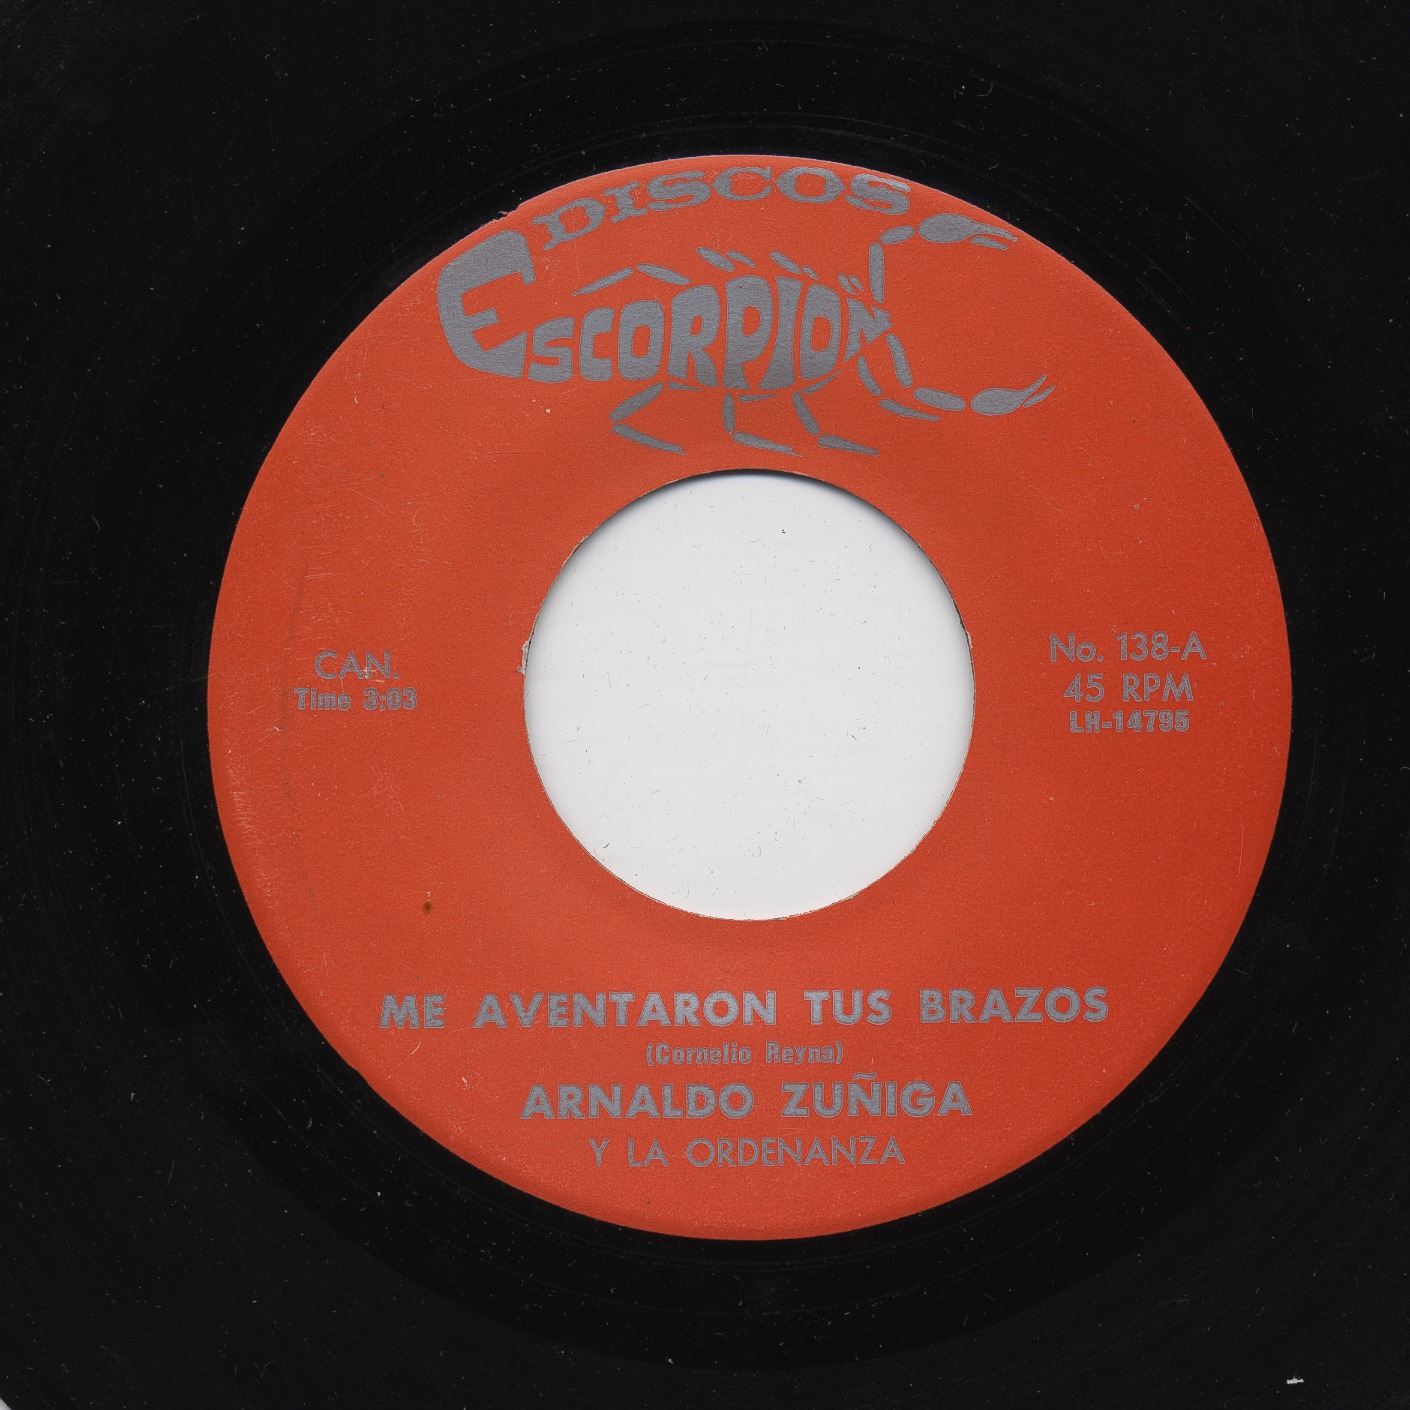 DISCOS
ESCORPION
CAN.
Time 3:03
No. 138-A
45 RPM
LH-14795
ME AVENTARON TUS BRAZOS
(Cornelio Reyna)
ARNALDO ZUÑIGA
Y LA ORDENANZA